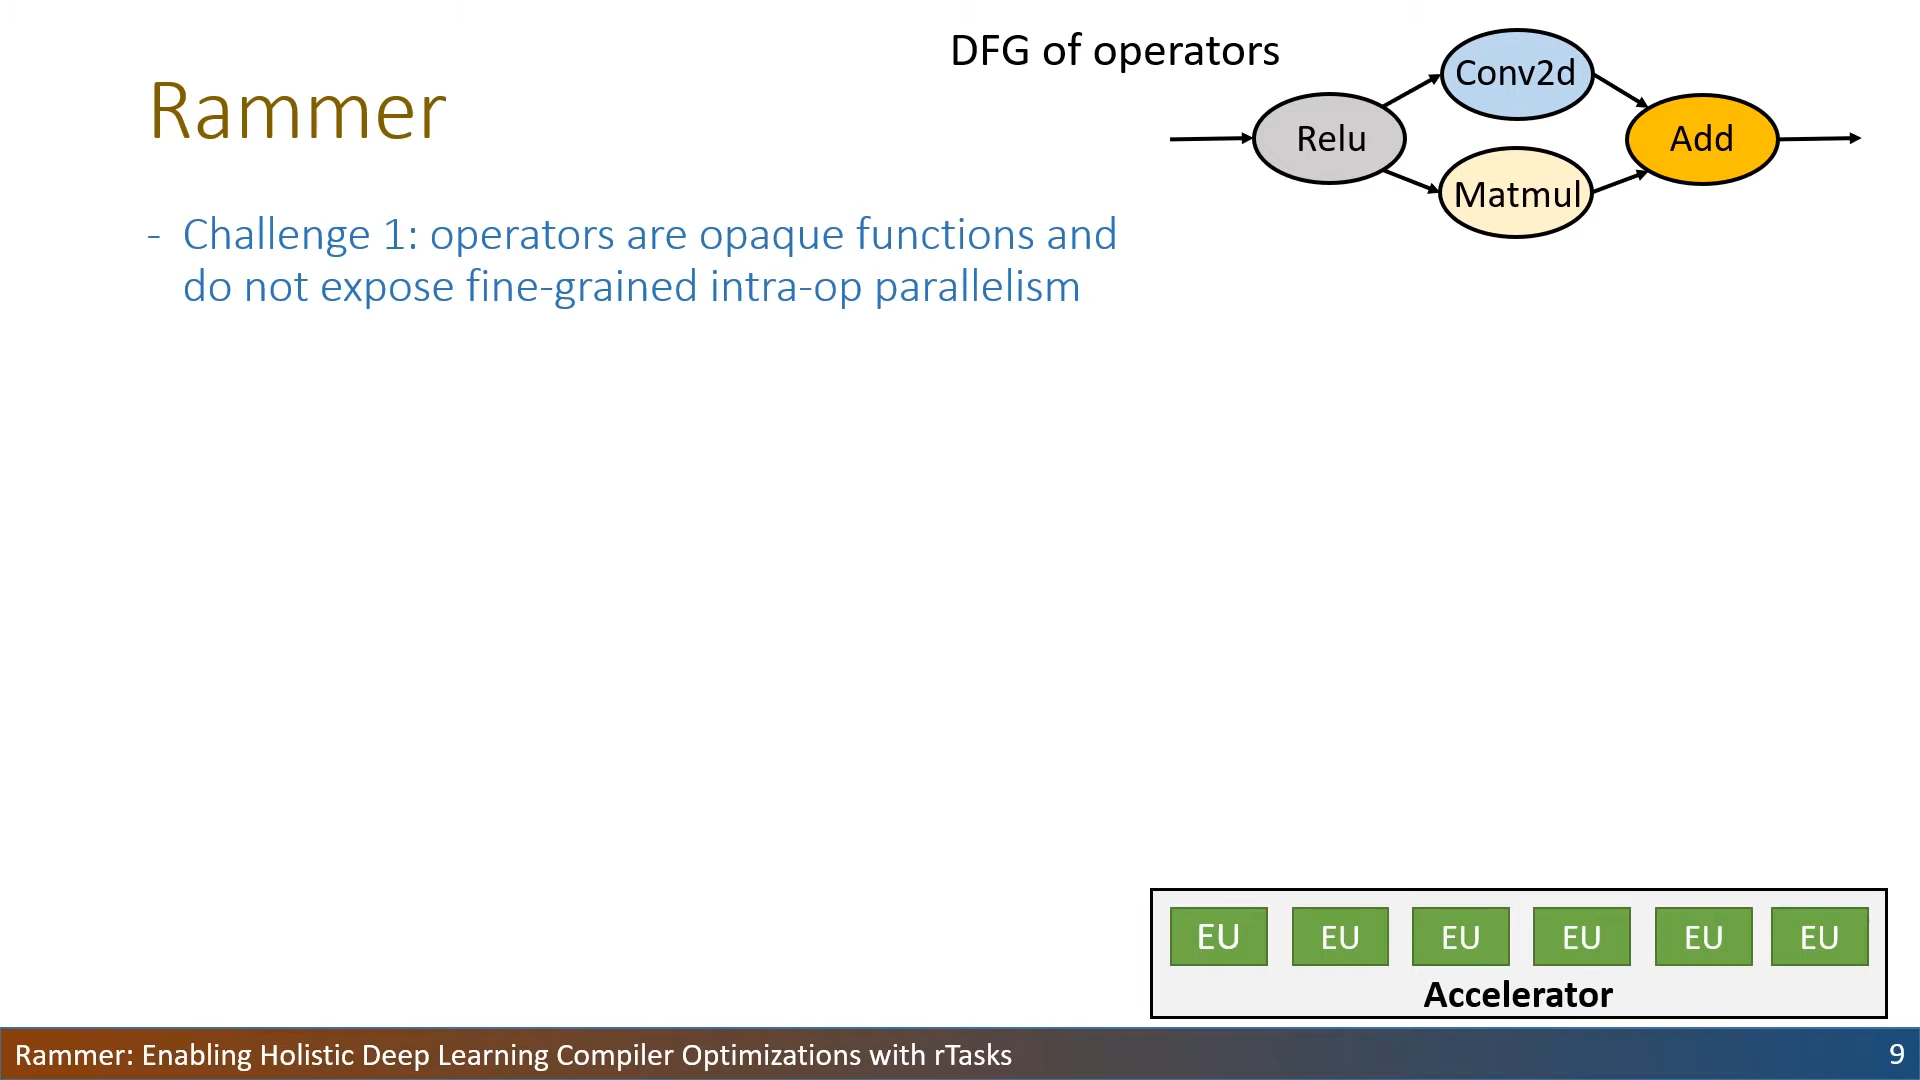 DFG of operators
Rammer
Relu
Conv2d
Matmul
Add
- Challenge 1: operators are opaque functions and
do not expose fine-grained intra-op parallelism
EU EU EU EU EU EU
Accelerator
Rammer: Enabling Holistic Deep Learning Compiler Optimizations with rTasks
9